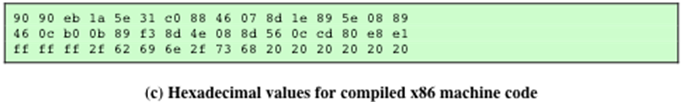 90 90 eb 1a 5e 31 c0 88 46 07 8d 1e 89 5e 08 89
46 0c b0 0b 89 f3 8d 4e 08 8d 56 0c cd 80 e8 e1
ff ff ff 2f 62 69 6e 2f 73 68 20 20 20 20 20 20
(c) Hexadecimal values for compiled x86 machine code